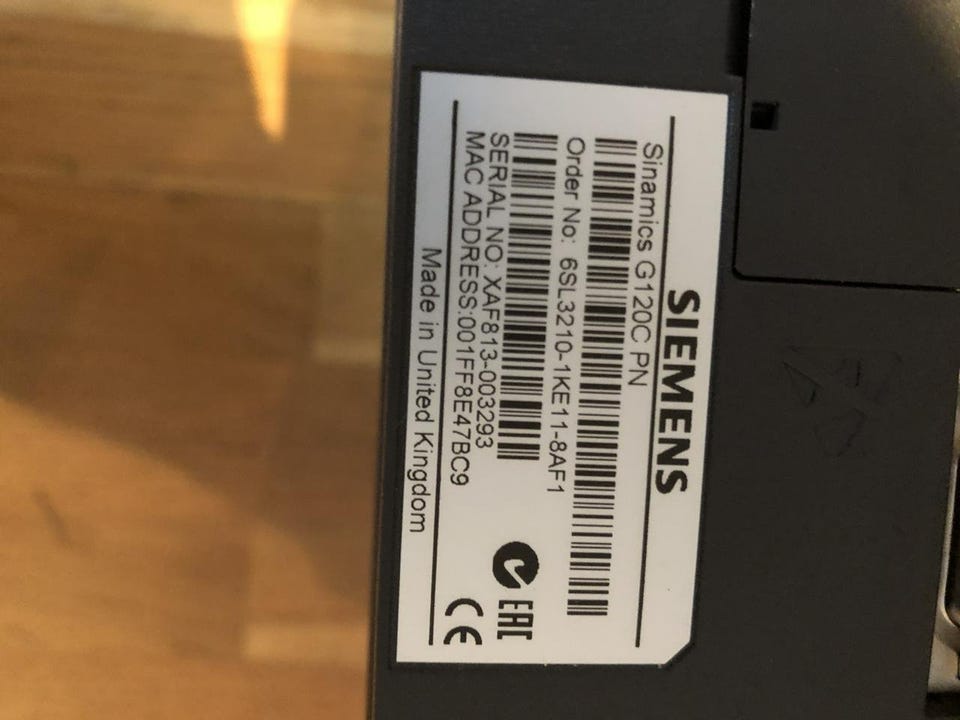 SIEMENS
Sinamics G120C PN
Order No: 6SL3210-1KE11-8AF1
SERIAL NO: XAF813-003293
MAC ADDRESS:001FF8E47BC9
Made in United Kingdom
EAC
CE